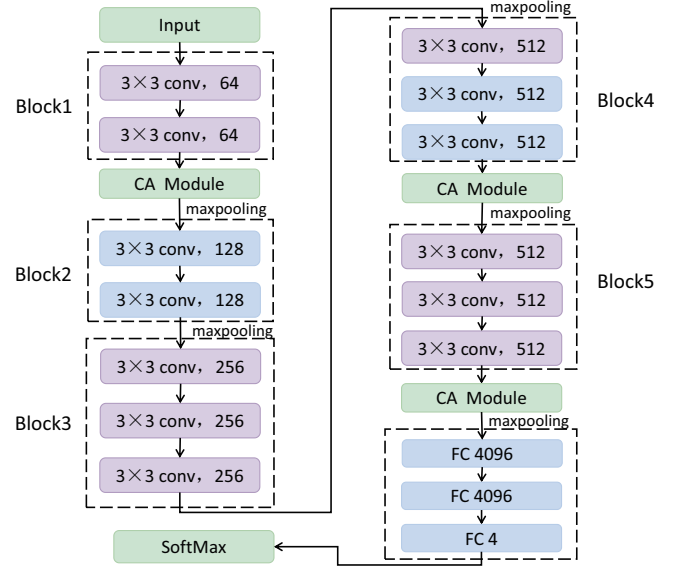 Input
Block1
3×3 conv，64
3×3 conv，64
CA Module
maxpooling
Block2
3×3 conv，128
3×3 conv，128
maxpooling
Block3
3×3 conv，256
3×3 conv，256
3×3 conv，256
maxpooling
3×3 conv，512
Block4
3×3 conv，512
3×3 conv，512
CA Module
maxpooling
3×3 conv，512
Block5
3×3 conv，512
3×3 conv，512
CA Module
maxpooling
FC 4096
FC 4096
FC 4
SoftMax